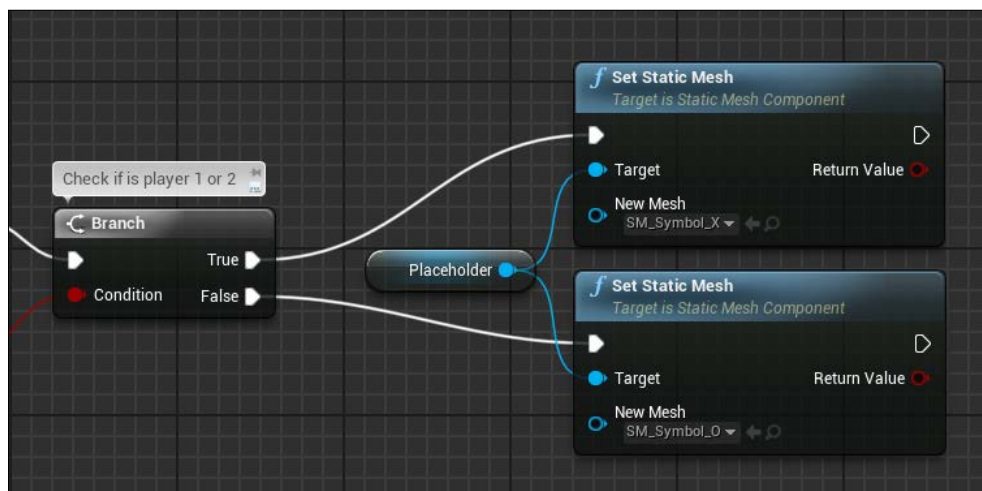 Set Static Mesh
Target is Static Mesh Component
Target
Return Value
New Mesh
SM_Symbol_X
Check if is player 1 or 2
Branch
True
Condition
False
Placeholder
Set Static Mesh
Target is Static Mesh Component
Target
Return Value
New Mesh
SM_Symbol_O